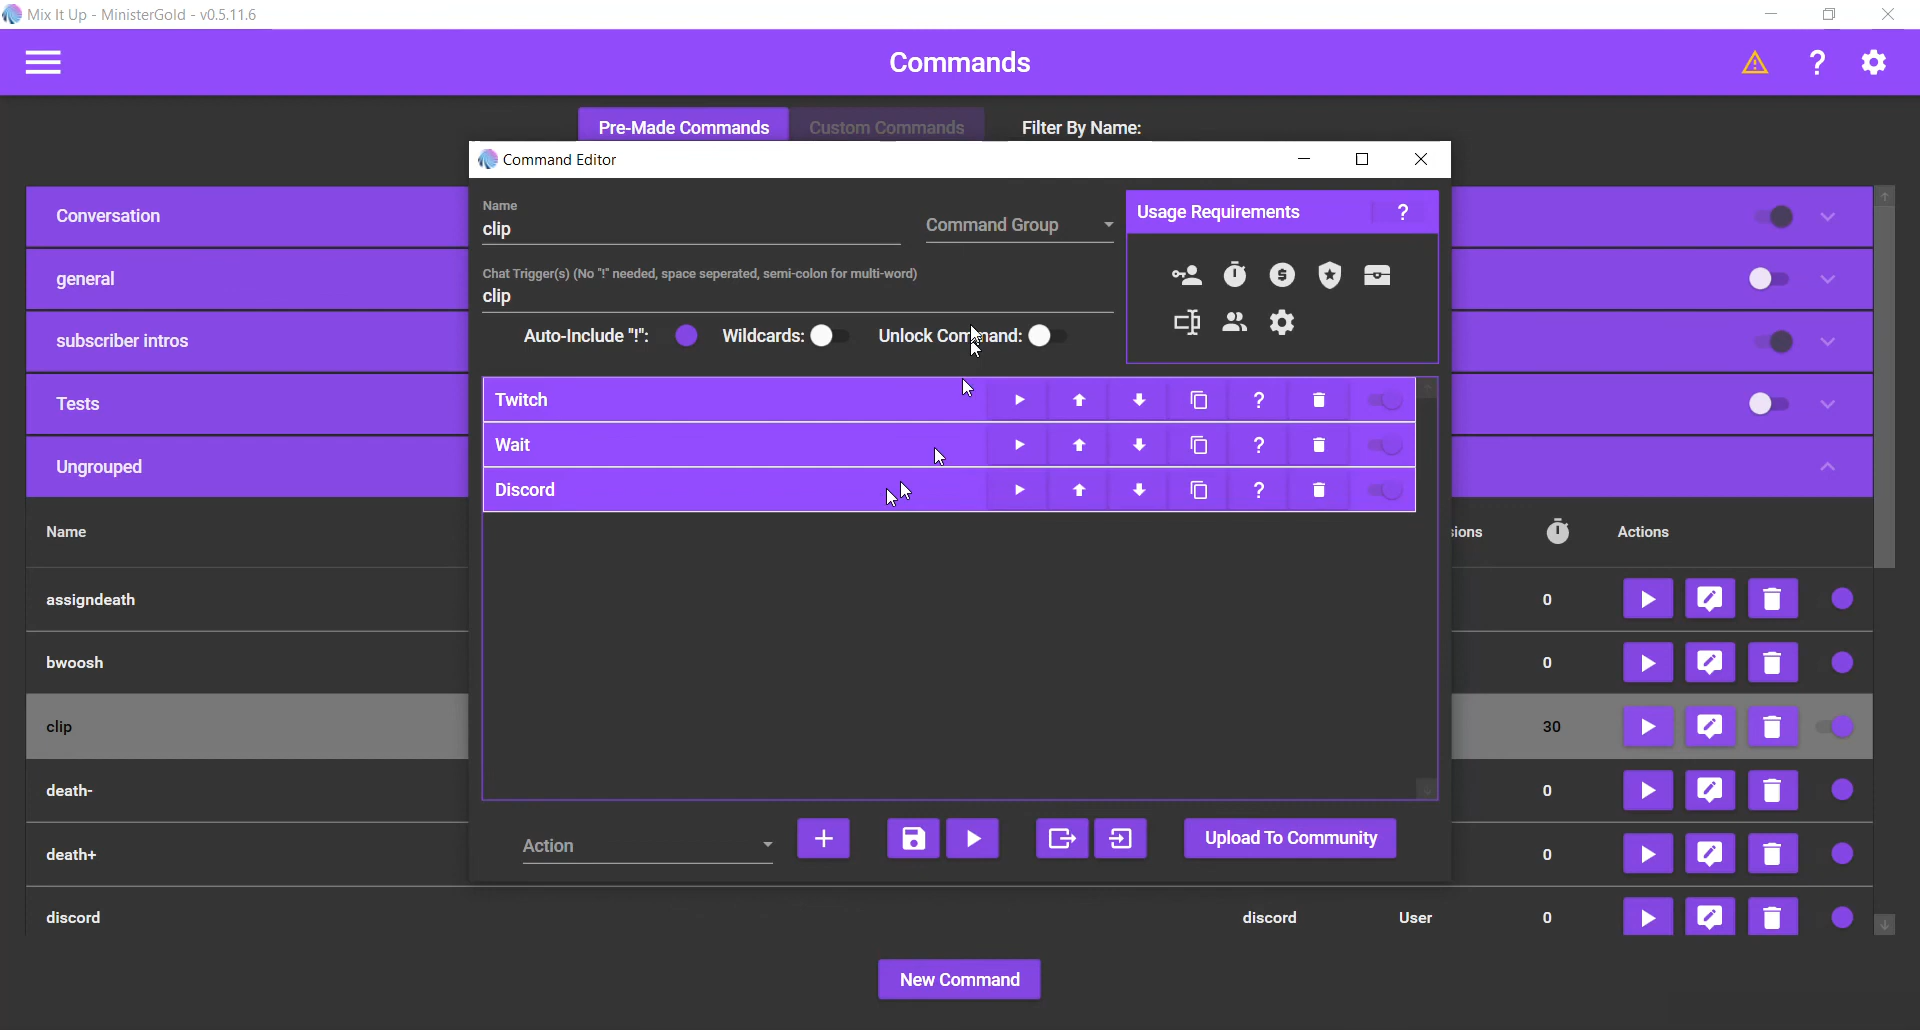 Mix It Up - MinisterGold - v0.5.11.6
Commands
Pre-Made Commands
Custom Commands
Filter By Name:
Command Editor
Name
clip
Command Group
Usage Requirements
Chat Trigger(s) (No "!" needed, space seperated, semi-colon for multi-word)
clip
Auto-Include "!":
Wildcards:
Unlock Command:
Twitch
Wait
Discord
Action
Upload To Community
Conversation
general
subscriber intros
Tests
Ungrouped
Name
Actions
assigndeath 0
bwoosh 0
clip 30
death- 0
death+ 0
discord discord User 0
New Command